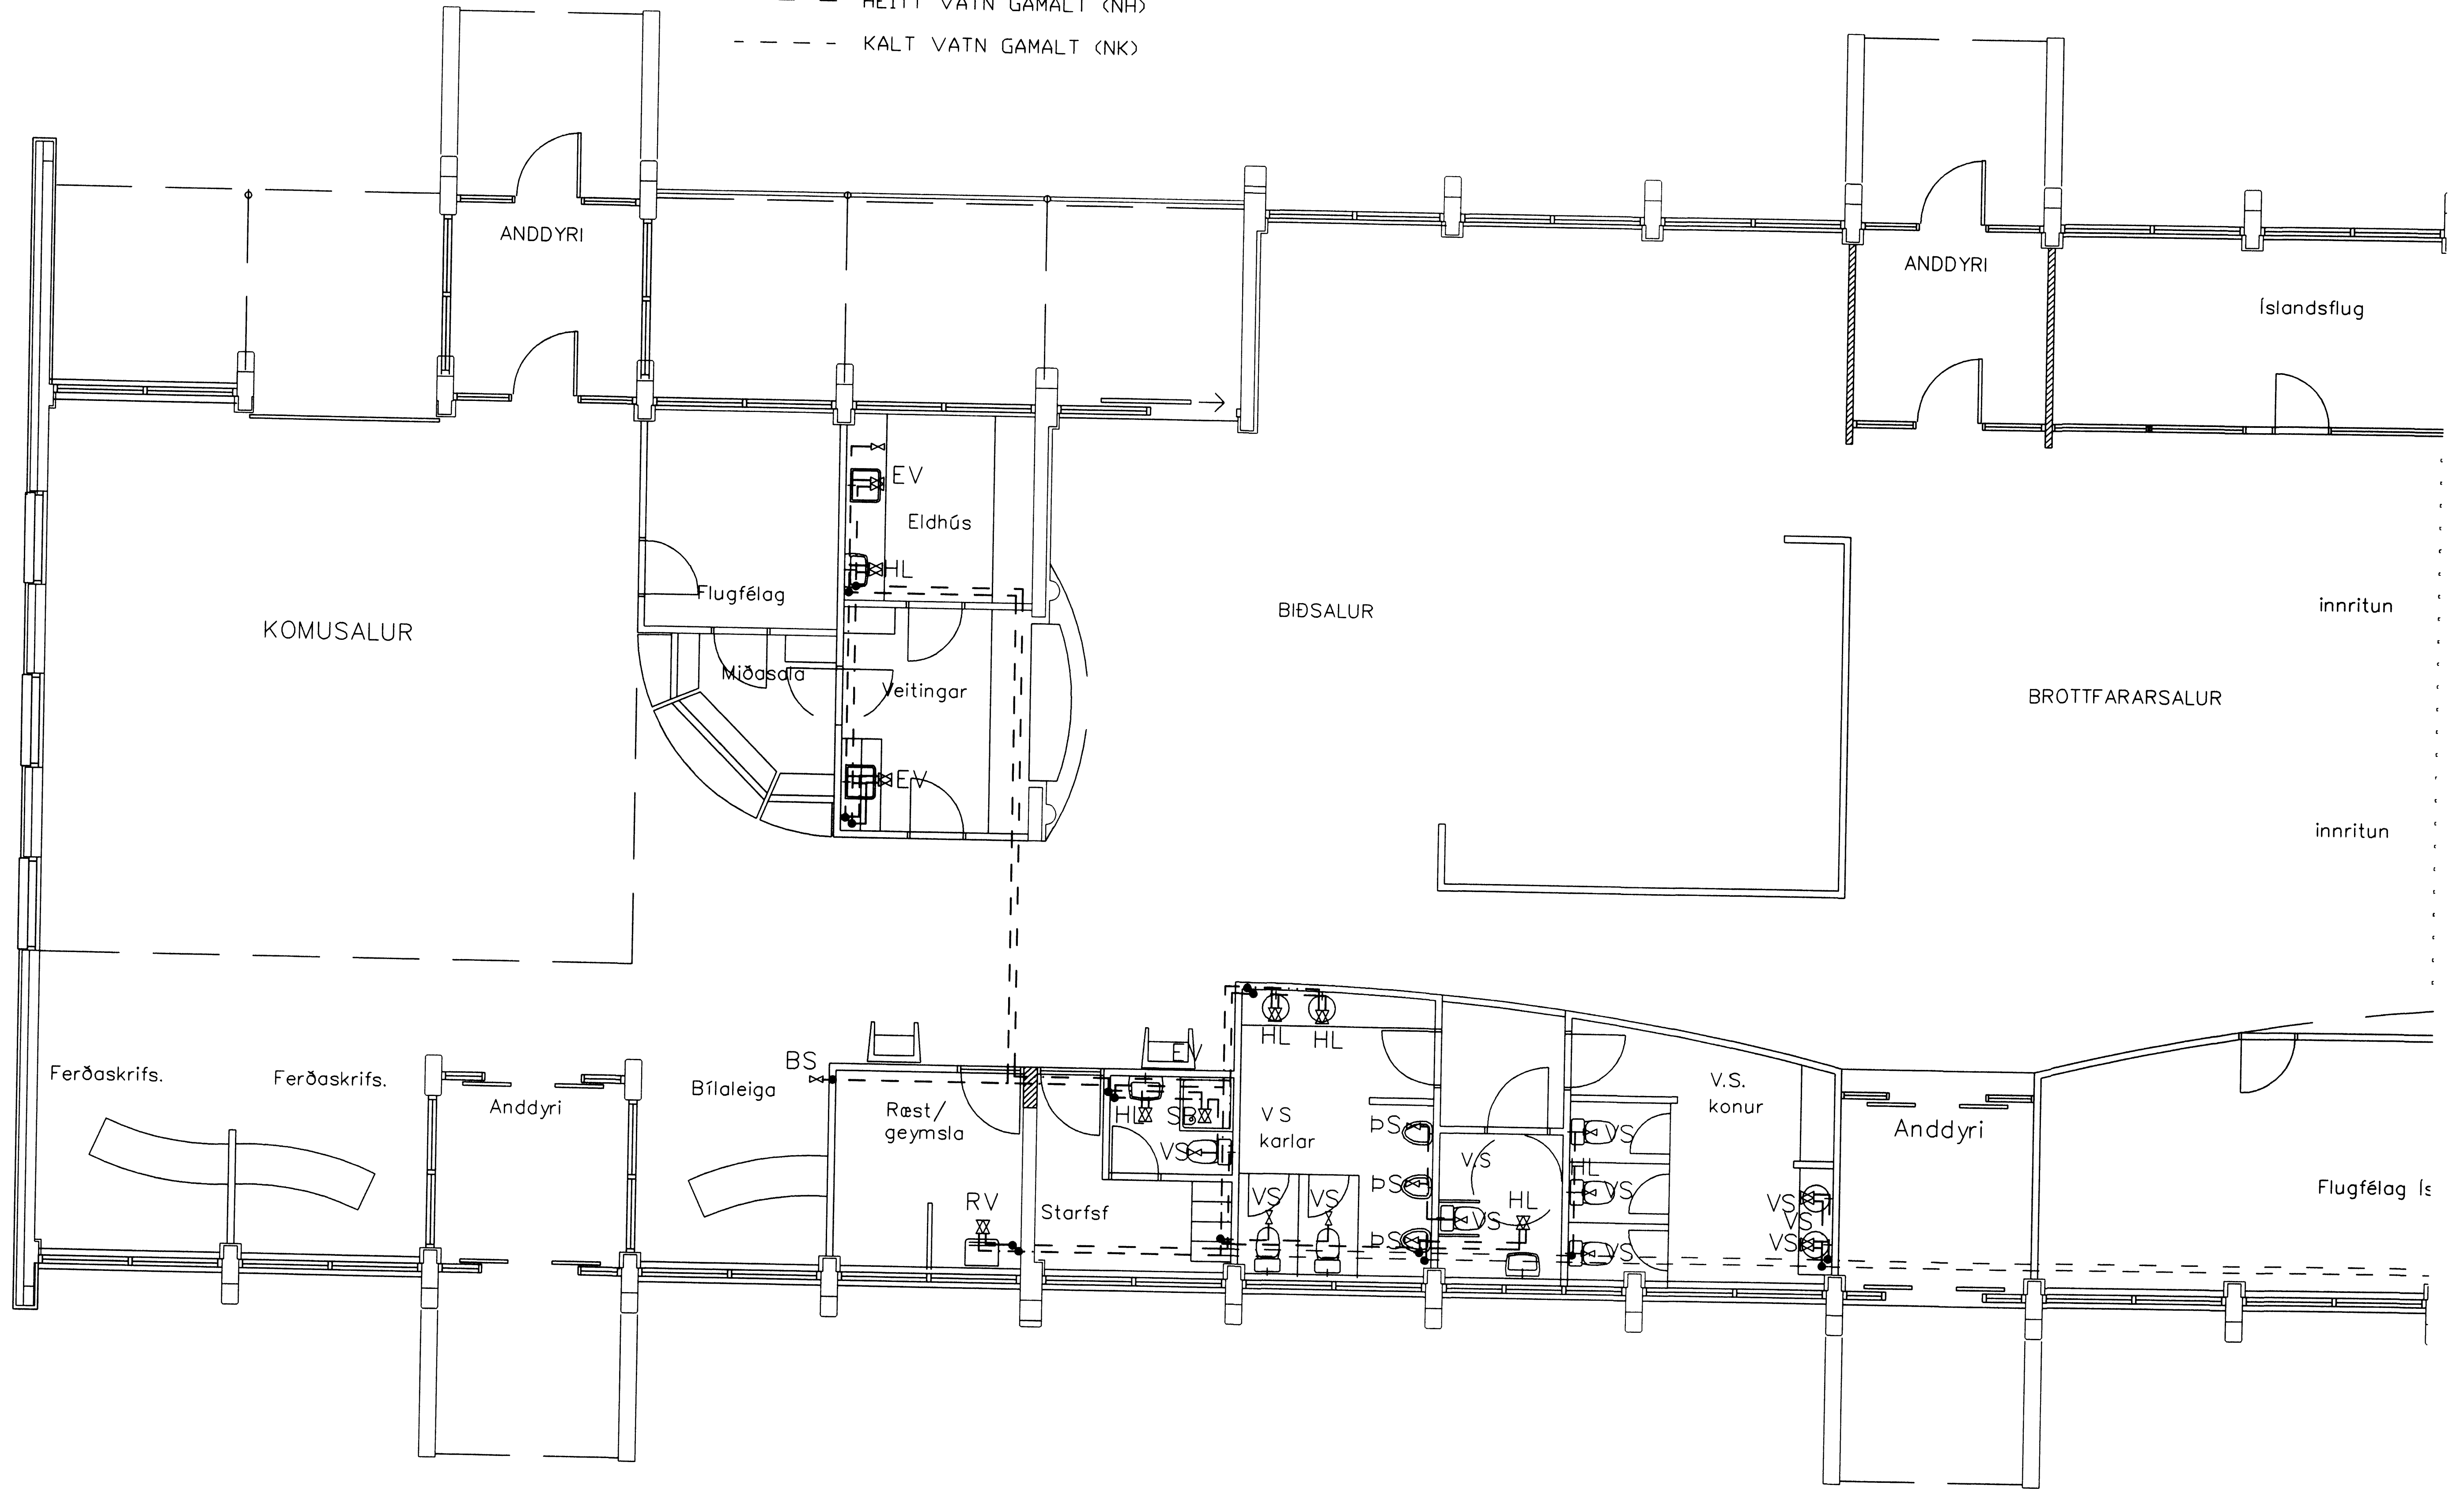 HEITT VATN GAMALT (NH)
KALT VATN GAMALT (NK)
ANDDYRI
ANDDYRI
Íslandsflug
EV
Eldhús
HL
Flugfélag
KOMUSALUR
BIÐSALUR
innritun
Miðasala
Veitingar
BROTTFARARSALUR
EV
innritun
HL
HL
EV
BS
Ferðaskrifs.
Ferðaskrifs.
Bílaleiga
Anddyri
Ræst/
geymsla
HL
SB
VS
VS
karlar
ÞS
ÞS
ÞS
V.S
V.S.
konur
VS
HL
VS
VS
Anddyri
RV
Starfsf
VS
VS
VS
HL
VS
VS
VS
Flugfélag Ís